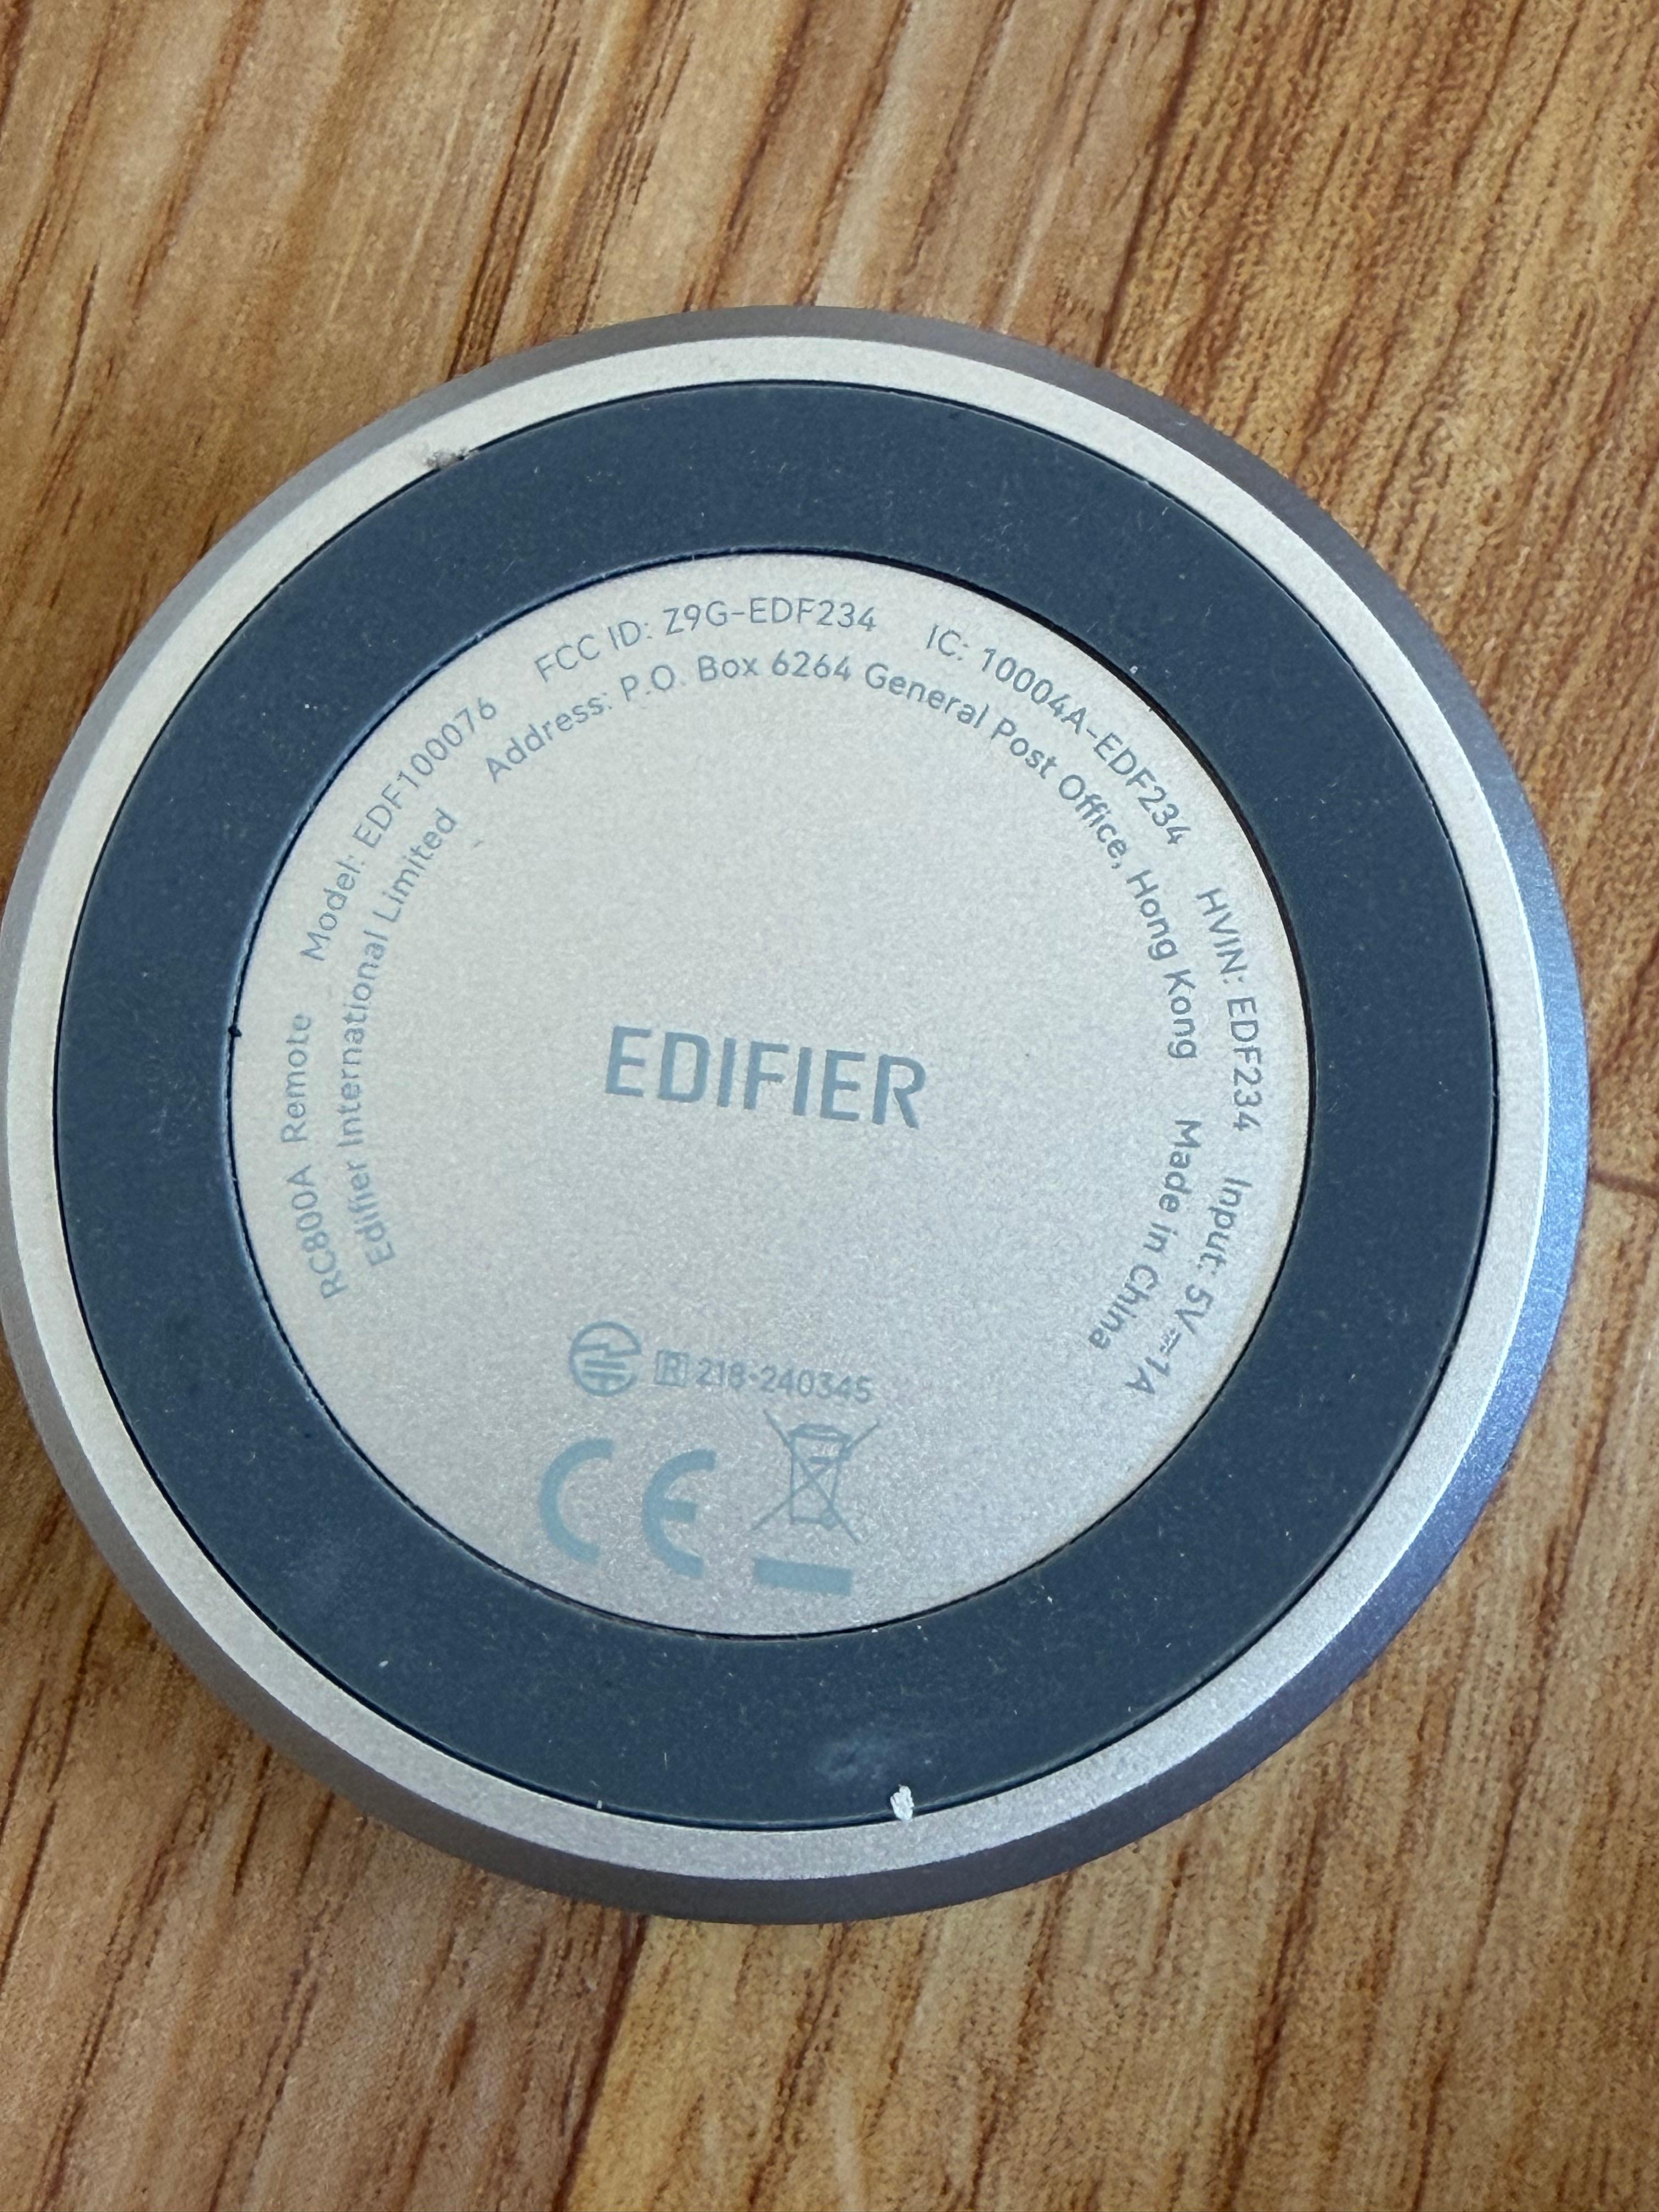 RC800A Remote Model: EDF100076 FCC ID: Z9G-EDF234 IC: 10004A-EDF234 HVIN: EDF234 Input: 5V⎓1A
Edifier International Limited Address: P.O. Box 6264 General Post Office, Hong Kong Made in China
EDIFIER
R 218-240345
CE